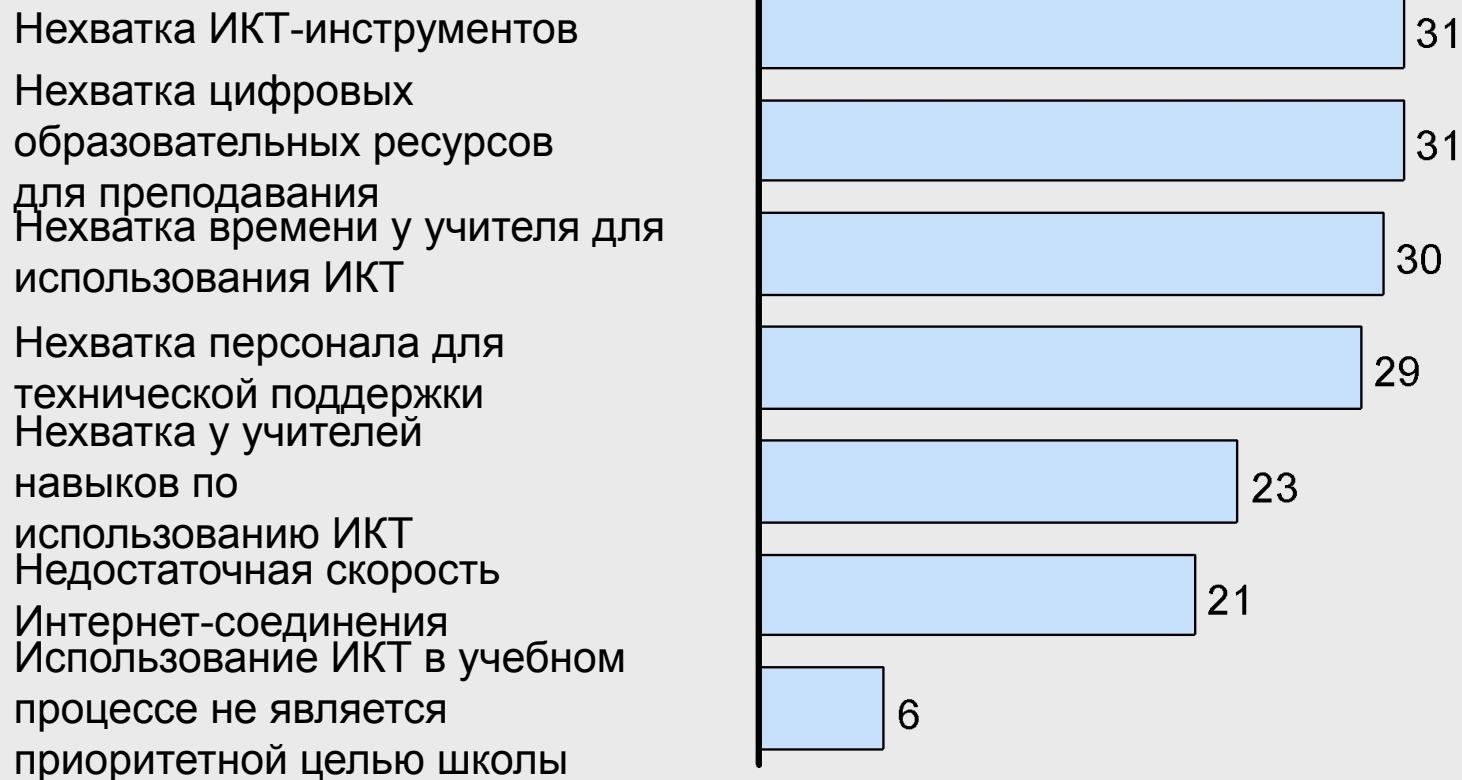 Нехватка ИКТ-инструментов 31
Нехватка цифровых
образовательных ресурсов 31
для преподавания
Нехватка времени у учителя для
использования ИКТ 30
Нехватка персонала для
технической поддержки 29
Нехватка у учителей
навыков по 23
использованию ИКТ
Недостаточная скорость
Интернет-соединения 21
Использование ИКТ в учебном
процессе не является 6
приоритетной целью школы